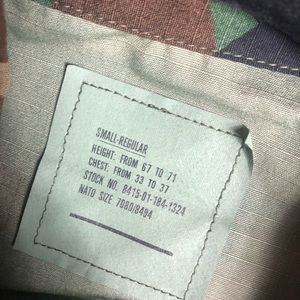 SMALL-REGULAR
HEIGHT: FROM 67 TO 71
CHEST: FROM 33 TO 37
STOCK NO. 8415-01-184-1324
NATO SIZE 7080/8494